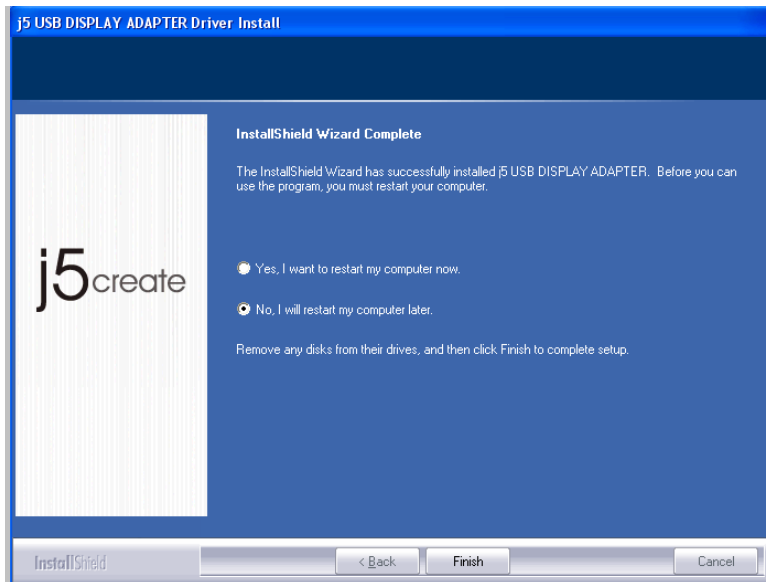 j5 USB DISPLAY ADAPTER Driver Install
InstallShield Wizard Complete
The InstallShield Wizard has successfully installed j5 USB DISPLAY ADAPTER. Before you can
use the program, you must restart your computer.
j5create
Yes, I want to restart my computer now.
No, I will restart my computer later.
Remove any disks from their drives, and then click Finish to complete setup.
InstallShield
< Back
Finish
Cancel